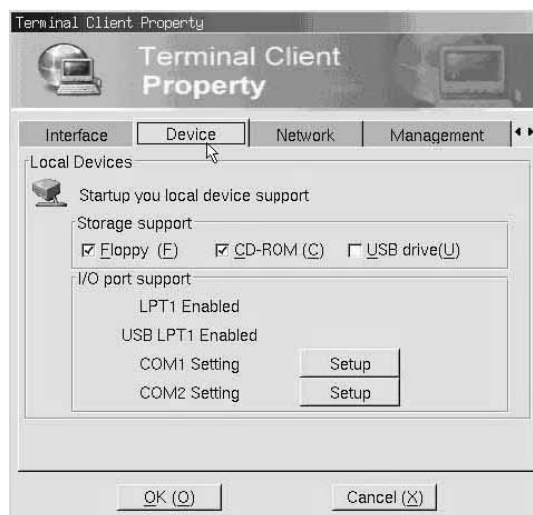 Terminal Client Property
Terminal Client
Property
Interface Device Network Management
Local Devices
Startup you local device support
Storage support
Floppy (F) CD-ROM (C) USB drive(U)
I/O port support
LPT1 Enabled
USB LPT1 Enabled
COM1 Setting Setup
COM2 Setting Setup
OK (O) Cancel (X)